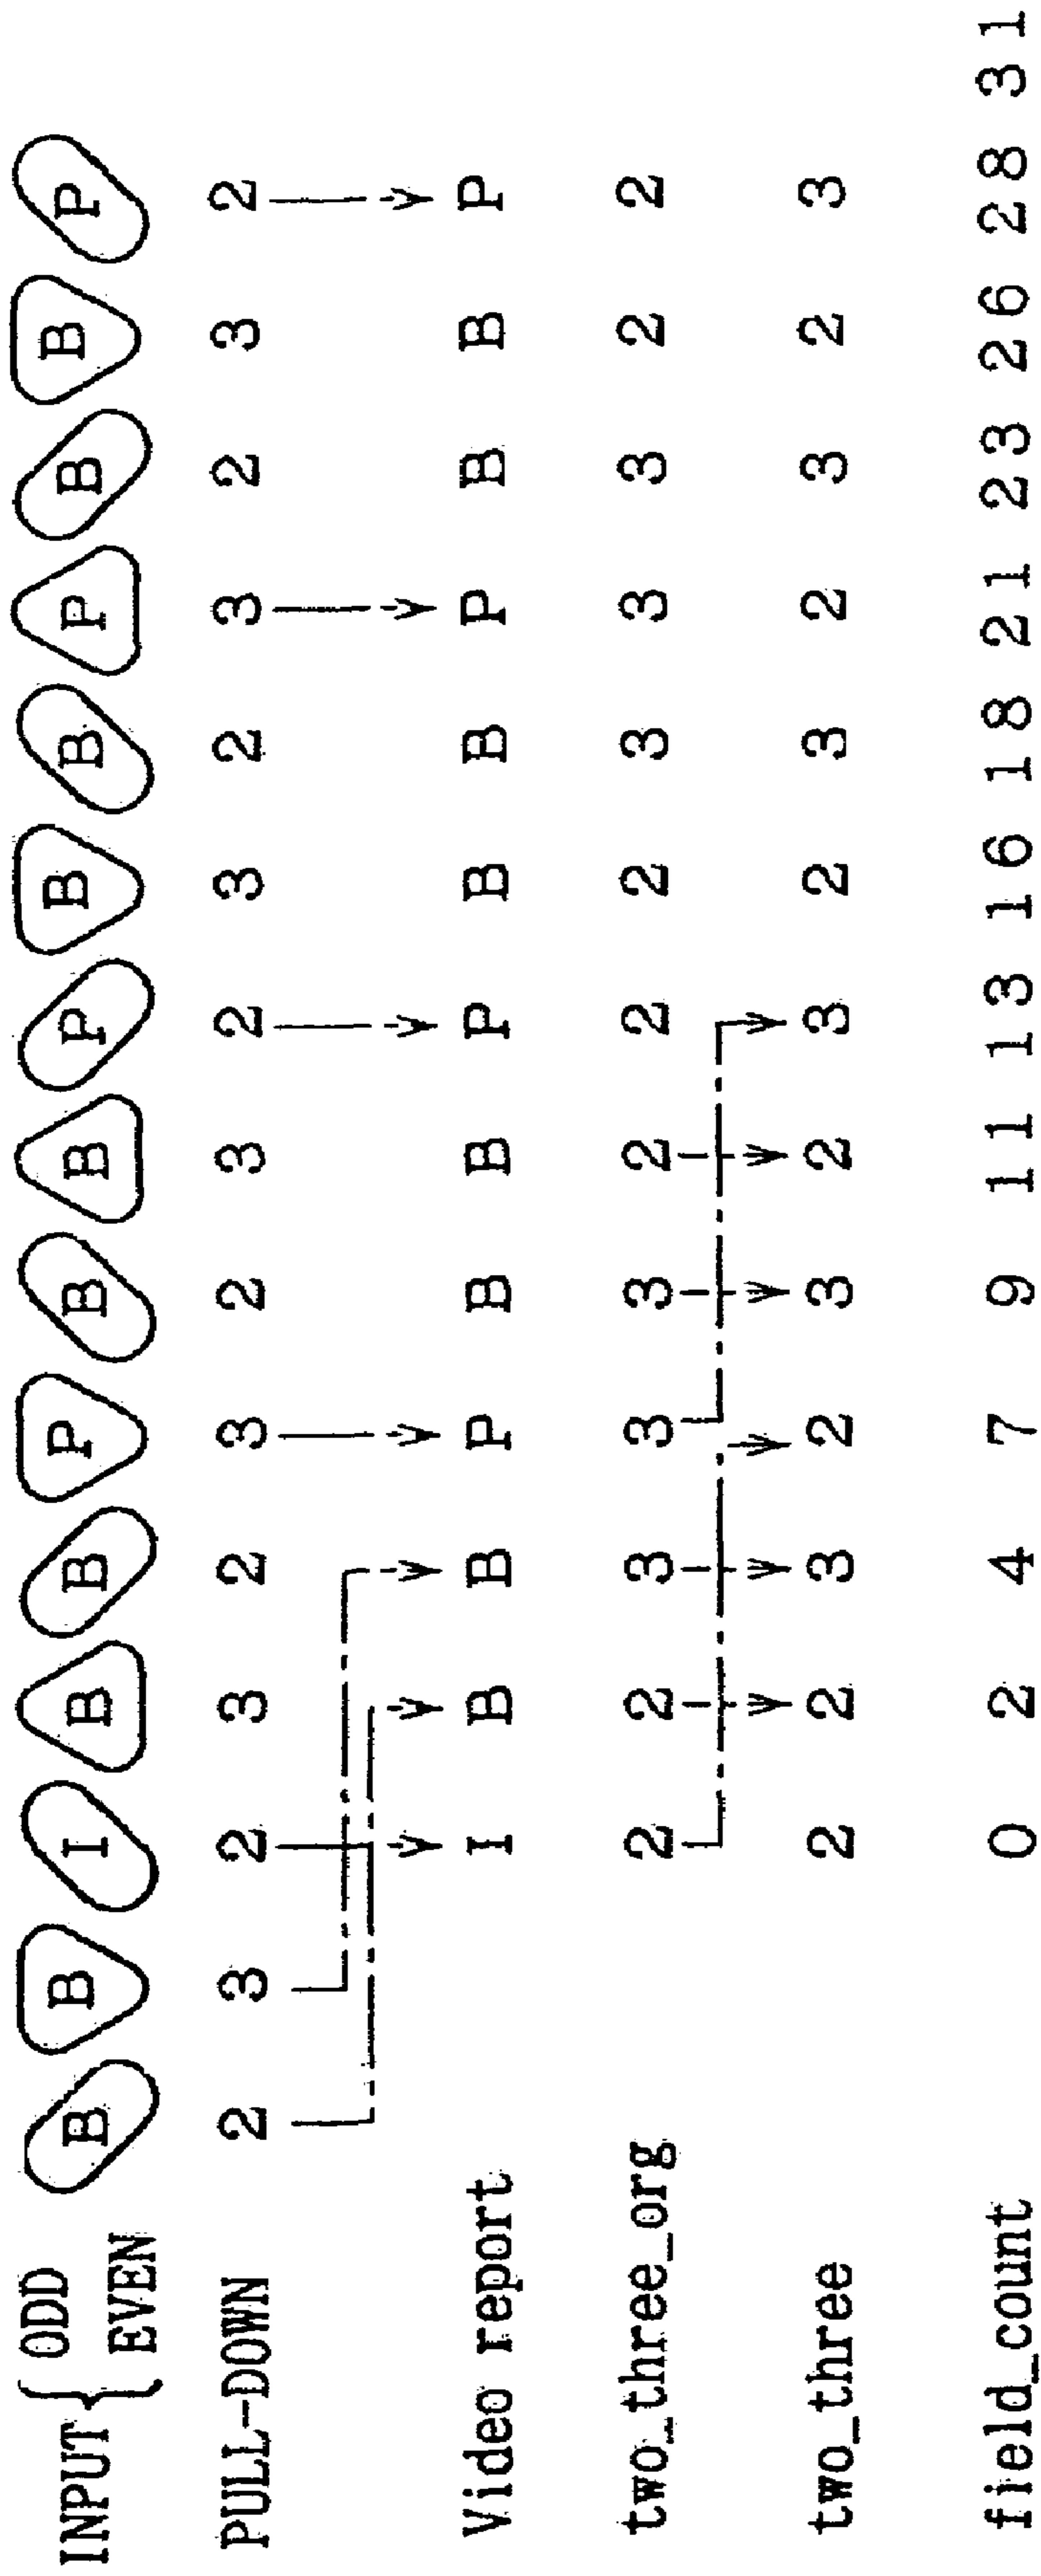 INPUT { ODD EVEN B B I B B P B B P B B P B B P
PULL-DOWN 2 3 2 3 2 3 2 3 2 3 2 3 2 3 2
Video report I B B P B B P B B P B B P
two_three_org 2 2 3 3 3 2 2 2 3 3 3 2 2
two_three 2 2 3 2 3 2 3 2 3 2 3 2 3
field_count 0 2 4 7 9 11 13 16 18 21 23 26 28 31